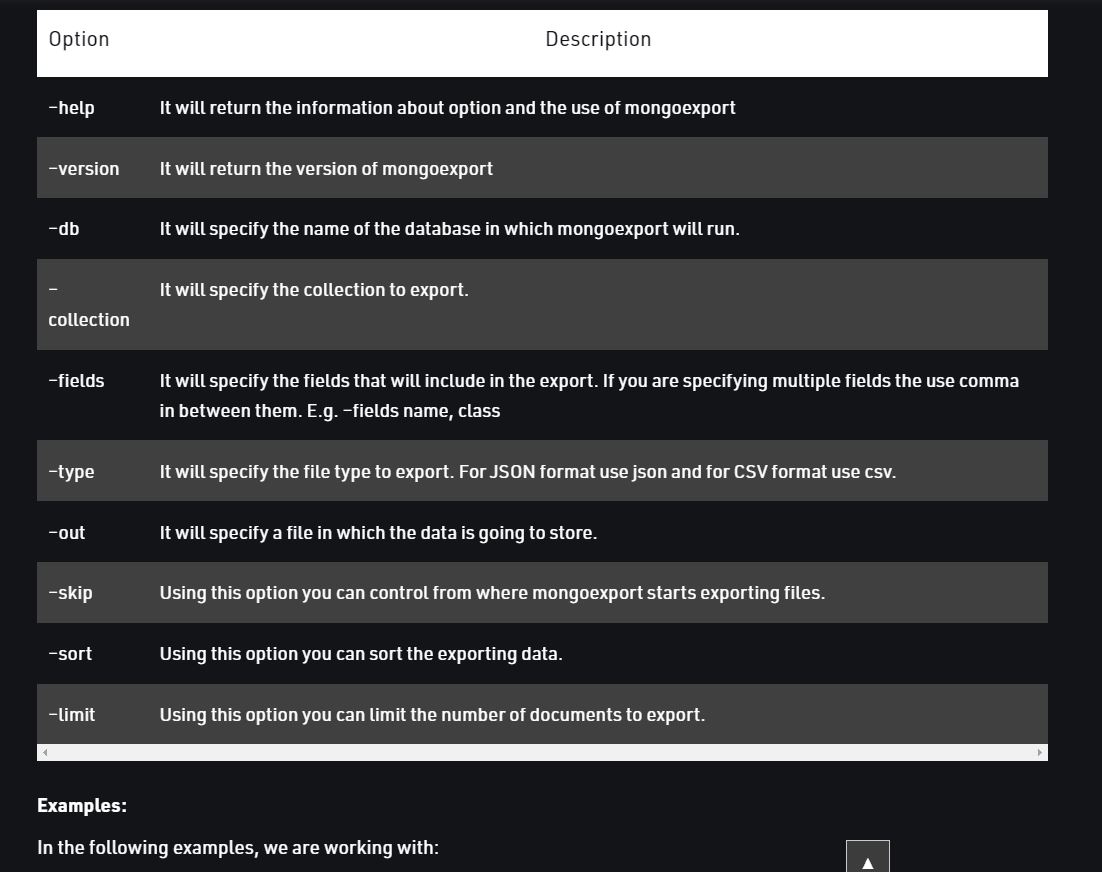 Option Description
–help It will return the information about option and the use of mongoexport
–version It will return the version of mongoexport
–db It will specify the name of the database in which mongoexport will run.
– It will specify the collection to export.
collection
–fields It will specify the fields that will include in the export. If you are specifying multiple fields the use comma
in between them. E.g. –fields name, class
–type It will specify the file type to export. For JSON format use json and for CSV format use csv.
–out It will specify a file in which the data is going to store.
–skip Using this option you can control from where mongoexport starts exporting files.
–sort Using this option you can sort the exporting data.
–limit Using this option you can limit the number of documents to export.
Examples:
In the following examples, we are working with: